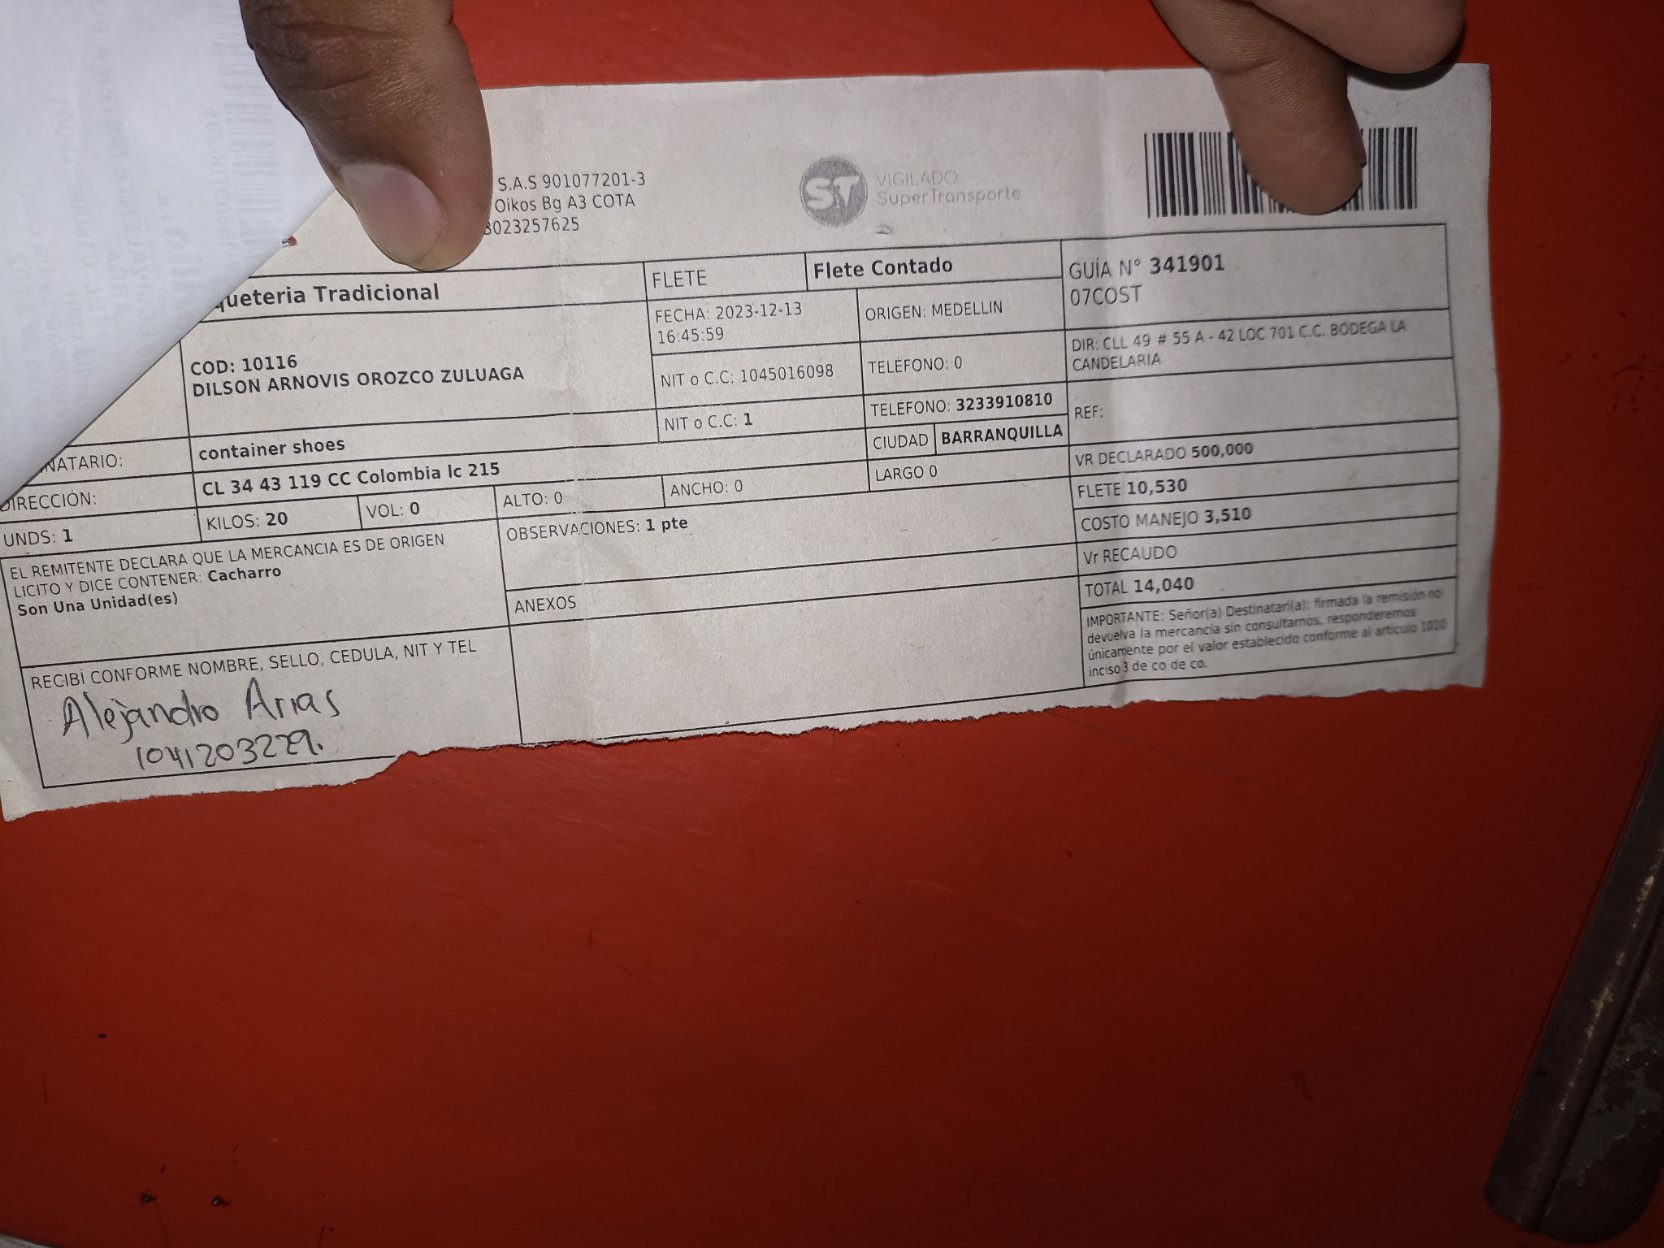 S.A.S 901077201-3
Oikos Bg A3 COTA
3023257625
ST VIGILADO
SuperTransporte
queteria Tradicional
FLETE
Flete Contado
GUÍA N° 341901
07COST
FECHA: 2023-12-13
16:45:59
ORIGEN: MEDELLIN
DIR: CLL 49 # 55 A - 42 LOC 701 C.C. BODEGA LA
CANDELARIA
COD: 10116
DILSON ARNOVIS OROZCO ZULUAGA
NIT o C.C: 1045016098
TELÉFONO: 0
NATARIO:
container shoes
NIT o C.C: 1
TELEFONO: 3233910810
REF:
DIRECCIÓN:
CL 34 43 119 CC Colombia lc 215
CIUDAD BARRANQUILLA
VR DECLARADO 500,000
UNDS: 1
KILOS: 20
VOL: 0
ALTO: 0
ANCHO: 0
LARGO 0
FLETE 10,530
EL REMITENTE DECLARA QUE LA MERCANCIA ES DE ORIGEN
LICITO Y DICE CONTENER: Cacharro
Son Una Unidad(es)
OBSERVACIONES: 1 pte
COSTO MANEJO 3,510
Vr RECAUDO
ANEXOS
TOTAL 14,040
IMPORTANTE: Señor(a) Destinatari(a): firmada la remisión no
devuelva la mercancía sin consultarnos, responderemos
únicamente por el valor establecido conforme al artículo 1010
inciso 3 de co de co.
RECIBÍ CONFORME NOMBRE, SELLO, CEDULA, NIT Y TEL
Alejandro Arias
1041203229.